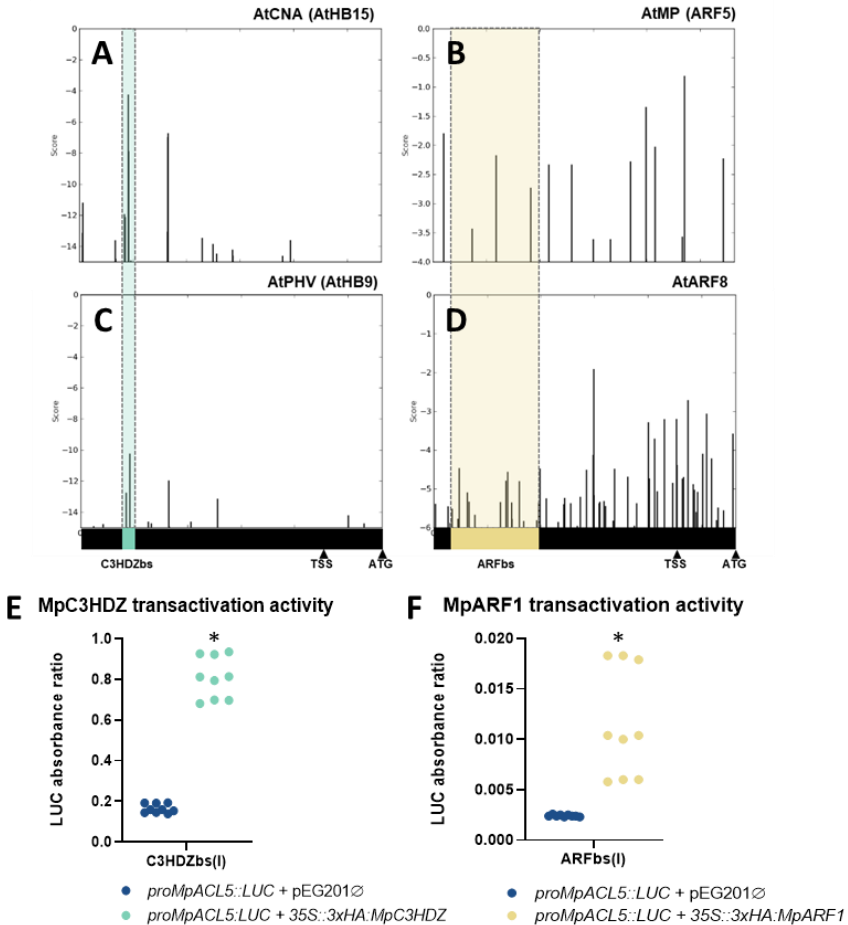 AtCNA (AtHB15)
A
0
−2
−4
−6
−8
−10
−12
−14
Score
AtMP (ARF5)
B
0.0
−0.5
−1.0
−1.5
−2.0
−2.5
−3.0
−3.5
−4.0
Score
AtPHV (AtHB9)
C
0
−2
−4
−6
−8
−10
−12
−14
Score
C3HDZbs
TSS
ATG
AtARF8
D
0
−1
−2
−3
−4
−5
−6
Score
ARFbs
TSS
ATG
E MpC3HDZ transactivation activity
LUC absorbance ratio
1.0
0.8
0.6
0.4
0.2
0.0
*
C3HDZbs(I)
proMpACL5::LUC + pEG201∅
proMpACL5:LUC + 35S::3xHA:MpC3HDZ
F MpARF1 transactivation activity
LUC absorbance ratio
0.020
0.015
0.010
0.005
0.000
*
ARFbs(I)
proMpACL5::LUC + pEG201∅
proMpACL5::LUC + 35S::3xHA:MpARF1